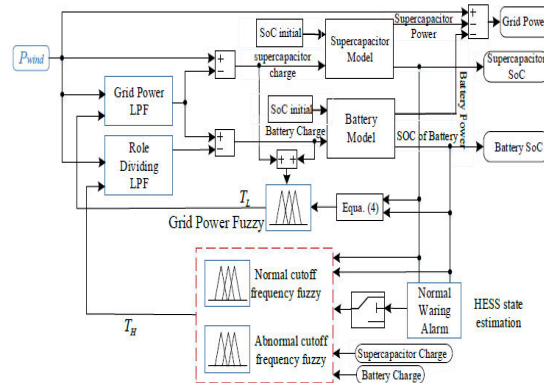 SoC initial
Supercapacitor
Power
Grid Power
P_wind
supercapacitor
charge
Supercapacitor
Model
Supercapacitor
SoC
Grid Power
LPF
SoC initial
Battery Power
Battery Charge
Battery
Model
SOC of Battery
Battery SoC
Role
Dividing
LPF
T_L
Grid Power Fuzzy
Equa. (4)
Normal cutoff
frequency fuzzy
Normal
Waring
Alarm
HESS state
estimation
T_H
Abnormal cutoff
frequency fuzzy
Supercapacitor Charge
Battery Charge